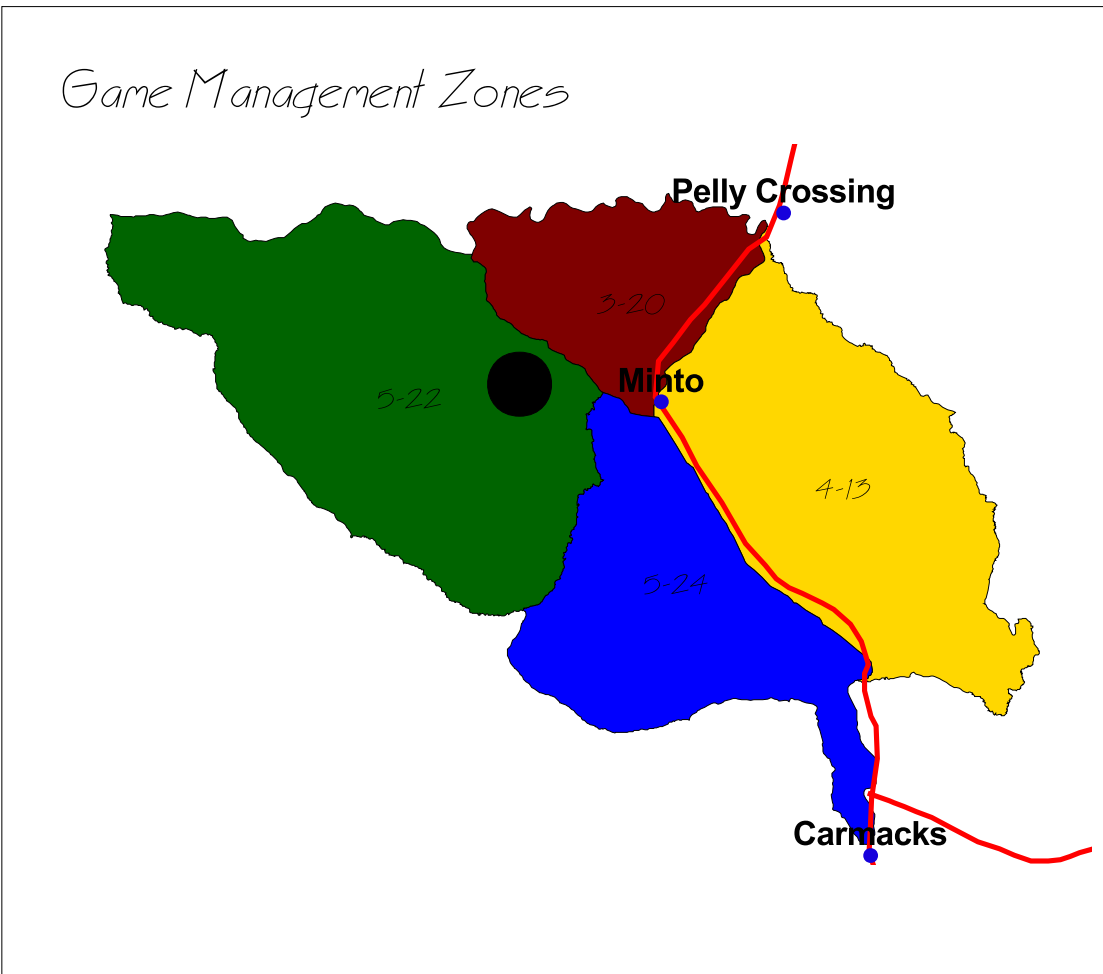 Game Management Zones
Pelly Crossing
3-20
Minto
5-22
4-13
5-24
Carmacks